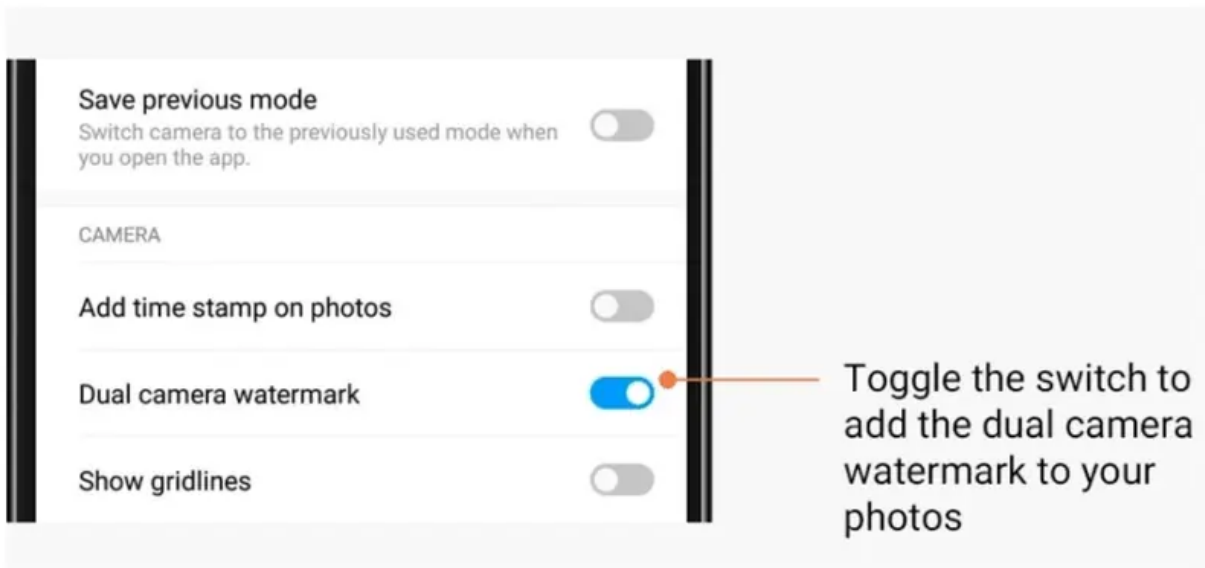 Save previous mode
Switch camera to the previously used mode when
you open the app.
CAMERA
Add time stamp on photos
Dual camera watermark
Show gridlines
Toggle the switch to
add the dual camera
watermark to your
photos